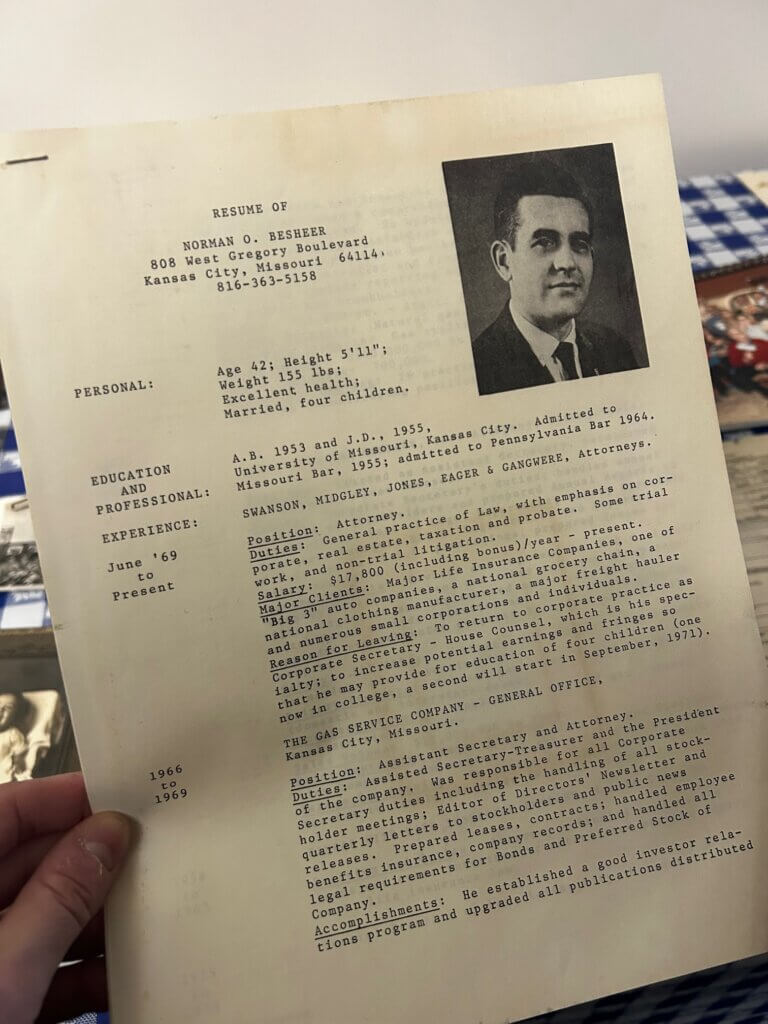 RESUME OF
NORMAN O. BESHEER
808 West Gregory Boulevard
Kansas City, Missouri 64114.
816-363-5158
PERSONAL:
Age 42; Height 5'11";
Weight 155 lbs;
Excellent health;
Married, four children.
EDUCATION
AND
PROFESSIONAL:
A.B. 1953 and J.D., 1955,
University of Missouri, Kansas City. Admitted to
Missouri Bar, 1955; admitted to Pennsylvania Bar 1964.
EXPERIENCE:
SWANSON, MIDGLEY, JONES, EAGER & GANGWERE, Attorneys.
June '69
to
Present
Position: Attorney.
Duties: General practice of Law, with emphasis on cor-
porate, real estate, taxation and probate. Some trial
work, and non-trial litigation.
Salary: $17,800 (including bonus)/year - present.
Major Clients: Major Life Insurance Companies, one of
"Big 3" auto companies, a national grocery chain, a
national clothing manufacturer, a major freight hauler
and numerous small corporations and individuals.
Reason for Leaving: To return to corporate practice as
Corporate Secretary - House Counsel, which is his spec-
ialty; to increase potential earnings and fringes so
that he may provide for education of four children (one
now in college, a second will start in September, 1971).
THE GAS SERVICE COMPANY - GENERAL OFFICE,
Kansas City, Missouri.
1966
to
1969
Position: Assistant Secretary and Attorney.
Duties: Assisted Secretary-Treasurer and the President
of the company. Was responsible for all Corporate
Secretary duties including the handling of all stock-
holder meetings; Editor of Directors' Newsletter and
quarterly letters to stockholders and public news
releases. Prepared leases, contracts; handled employee
benefits insurance, company records; and handled all
legal requirements for Bonds and Preferred Stock of
Company.
Accomplishments: He established a good investor rela-
tions program and upgraded all publications distributed